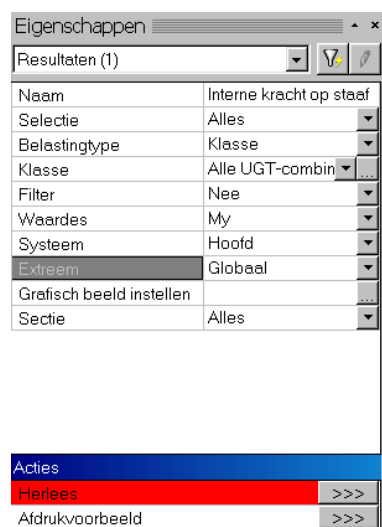 Eigenschappen
Resultaten (1)
Naam Interne kracht op staaf
Selectie Alles
Belastingtype Klasse
Klasse Alle UGT-combin ...
Filter Nee
Waardes My
Systeem Hoofd
Extreem Globaal
Grafisch beeld instellen ...
Sectie Alles
Acties
Herlees >>>
Afdrukvoorbeeld >>>